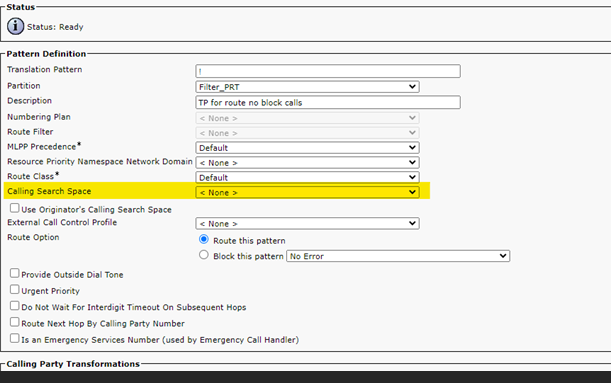 Status
i Status: Ready
Pattern Definition
Translation Pattern !
Partition Filter_PRT
Description TP for route no block calls
Numbering Plan < None >
Route Filter < None >
MLPP Precedence* Default
Resource Priority Namespace Network Domain < None >
Route Class* Default
Calling Search Space < None >
Use Originator's Calling Search Space
External Call Control Profile < None >
Route Option Route this pattern
Block this pattern No Error
Provide Outside Dial Tone
Urgent Priority
Do Not Wait For Interdigit Timeout On Subsequent Hops
Route Next Hop By Calling Party Number
Is an Emergency Services Number (used by Emergency Call Handler)
Calling Party Transformations